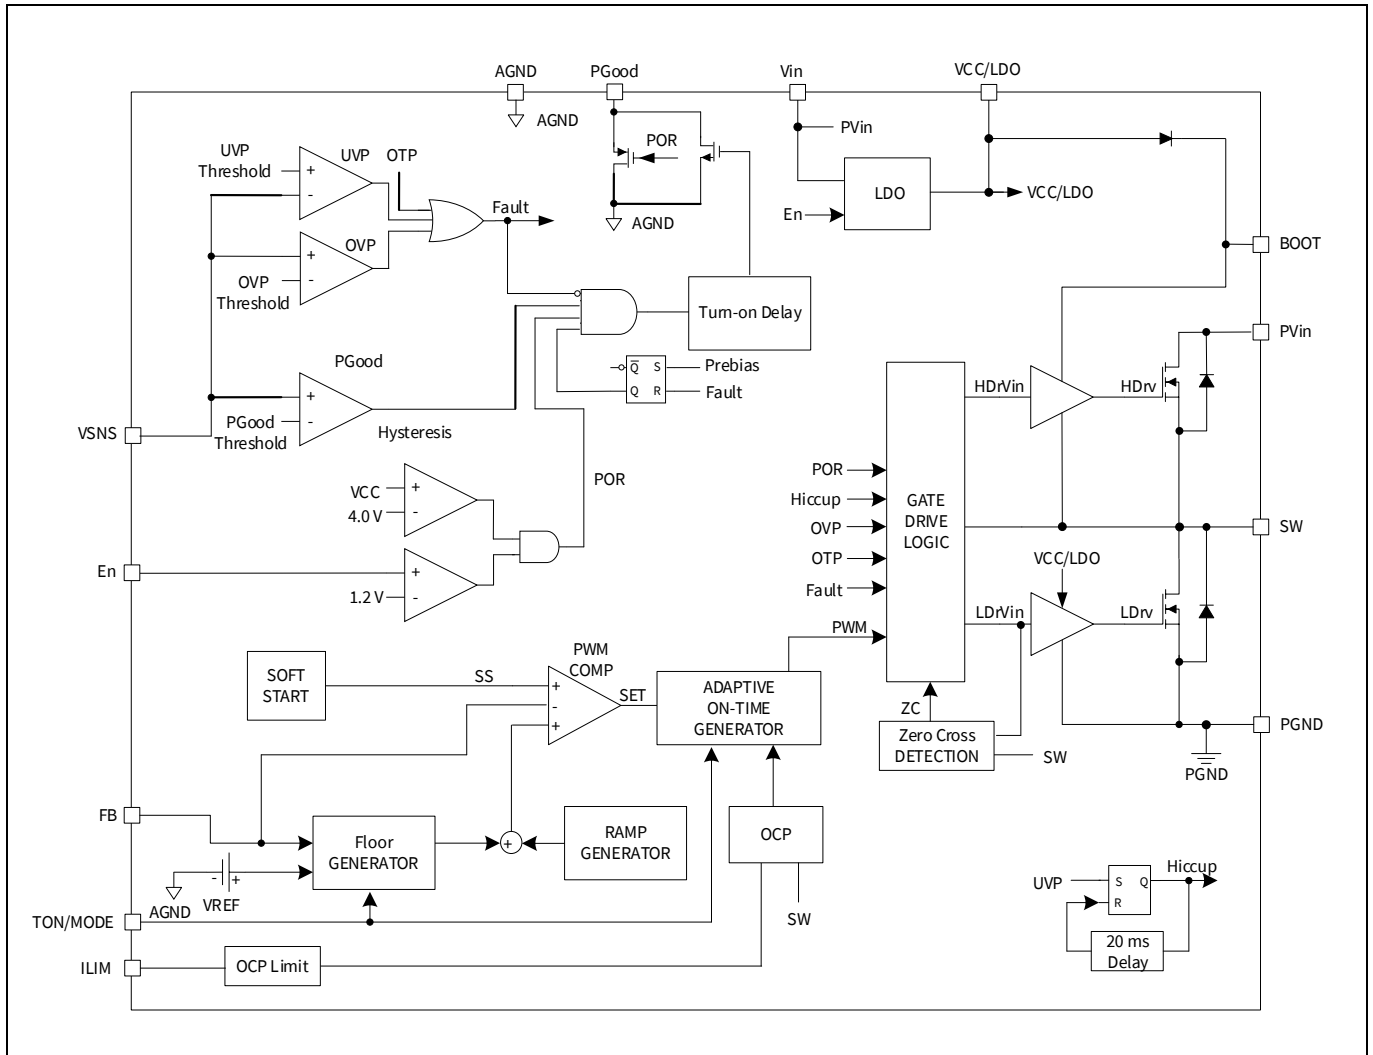 AGND
PGood
Vin
VCC/LDO
AGND
POR
PVin
UVP
Threshold
+
-
UVP
OTP
LDO
VCC/LDO
En
AGND
Fault
BOOT
+
-
OVP
OVP
Threshold
Turn-on Delay
PVin
PGood
Q
S
Q
R
Prebias
Fault
HDrVin
HDrv
+
-
PGood
Threshold
Hysteresis
VSNS
VCC
4.0 V
+
-
POR
POR
Hiccup
OVP
OTP
Fault
PWM
GATE
DRIVE
LOGIC
SW
VCC/LDO
En
1.2 V
+
-
LDrVin
LDrv
SOFT
START
SS
PWM
COMP
+
-
+
SET
ADAPTIVE
ON-TIME
GENERATOR
ZC
Zero Cross
DETECTION
SW
PGND
PGND
FB
Floor
GENERATOR
+
RAMP
GENERATOR
OCP
SW
- +
VREF
AGND
TON/MODE
UVP
S
Q
R
Hiccup
20 ms
Delay
ILIM
OCP Limit